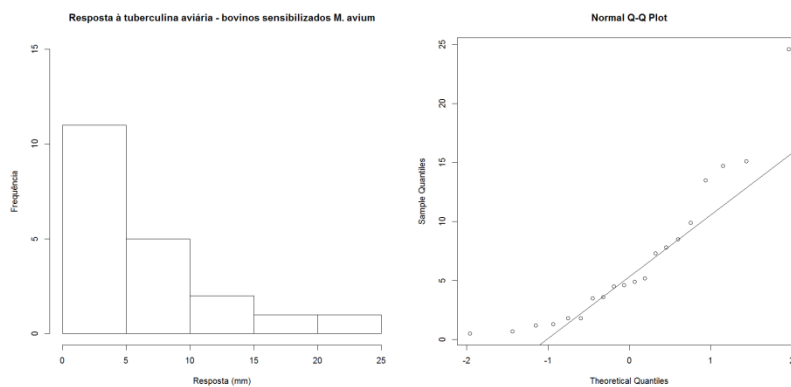 Resposta à tuberculina aviária - bovinos sensibilizados M. avium
Frequência
15
10
5
0
0 5 10 15 20 25
Resposta (mm)
Normal Q-Q Plot
Sample Quantiles
25
20
15
10
5
0
-2 -1 0 1 2
Theoretical Quantiles